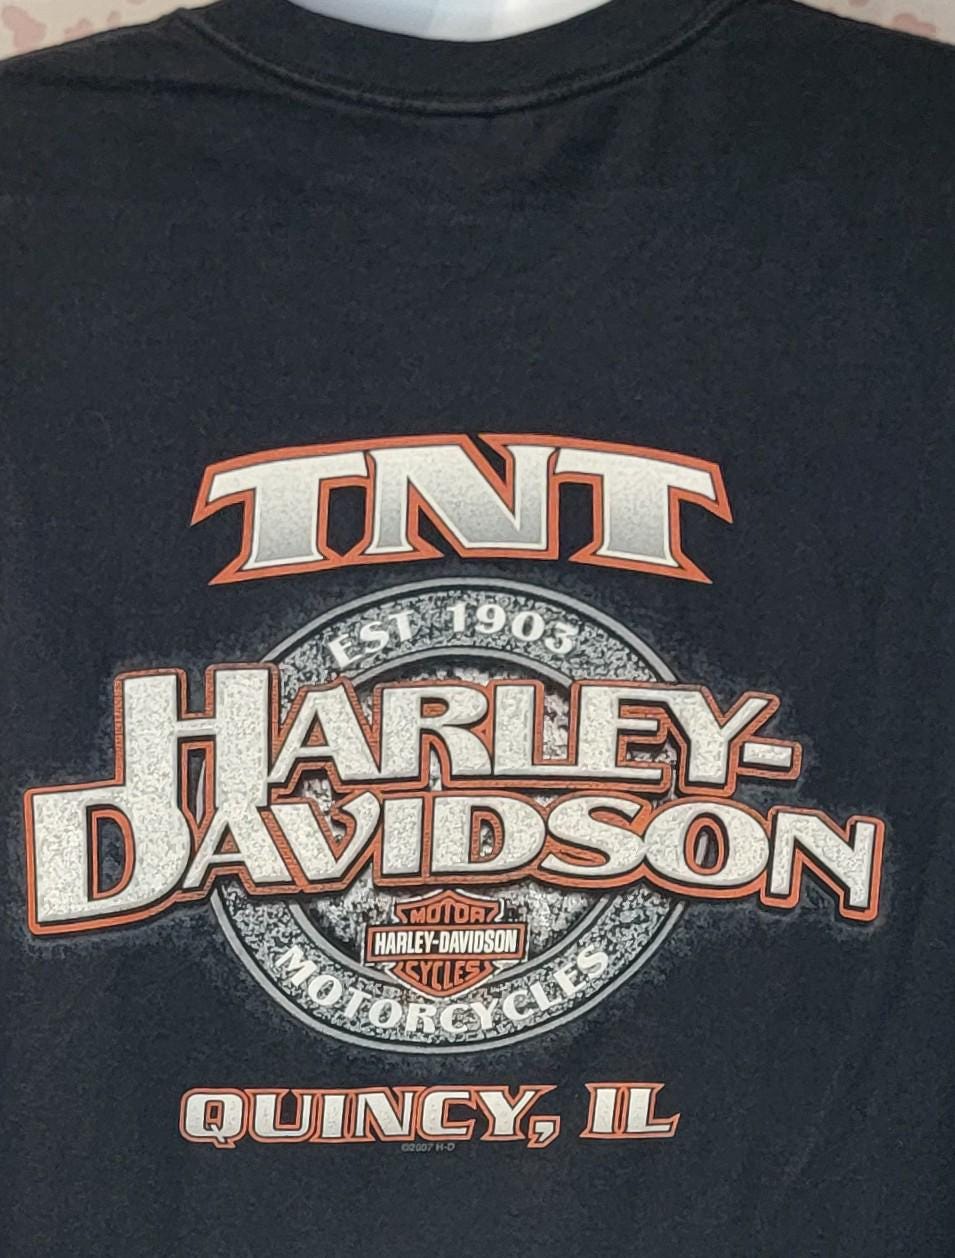 TNT
EST 1903
HARLEY-
DAVIDSON
MOTOR
HARLEY-DAVIDSON
CYCLES
MOTORCYCLES
QUINCY, IL
©2007 H-D